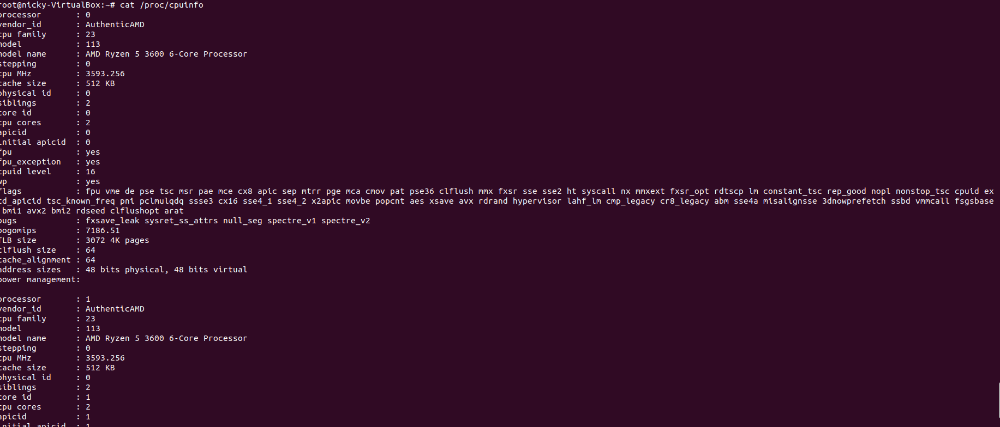 root@nicky-VirtualBox:~# cat /proc/cpuinfo
processor : 0
vendor_id : AuthenticAMD
cpu family : 23
model : 113
model name : AMD Ryzen 5 3600 6-Core Processor
stepping : 0
cpu MHz : 3593.256
cache size : 512 KB
physical id : 0
siblings : 2
core id : 0
cpu cores : 2
apicid : 0
initial apicid : 0
fpu : yes
fpu_exception : yes
cpuid level : 16
wp : yes
flags : fpu vme de pse tsc msr pae mce cx8 apic sep mtrr pge mca cmov pat pse36 clflush mmx fxsr sse sse2 ht syscall nx mmxext fxsr_opt rdtscp lm constant_tsc rep_good nopl nonstop_tsc cpuid ex
td_apicid tsc_known_freq pni pclmulqdq ssse3 cx16 sse4_1 sse4_2 x2apic movbe popcnt aes xsave avx rdrand hypervisor lahf_lm cmp_legacy cr8_legacy abm sse4a misalignsse 3dnowprefetch ssbd vmmcall fsgsbase
bmi1 avx2 bmi2 rdseed clflushopt arat
bugs : fxsave_leak sysret_ss_attrs null_seg spectre_v1 spectre_v2
bogomips : 7186.51
TLB size : 3072 4K pages
clflush size : 64
cache_alignment : 64
address sizes : 48 bits physical, 48 bits virtual
power management:
processor : 1
vendor_id : AuthenticAMD
cpu family : 23
model : 113
model name : AMD Ryzen 5 3600 6-Core Processor
stepping : 0
cpu MHz : 3593.256
cache size : 512 KB
physical id : 0
siblings : 2
core id : 1
cpu cores : 2
apicid : 1
initial apicid : 1